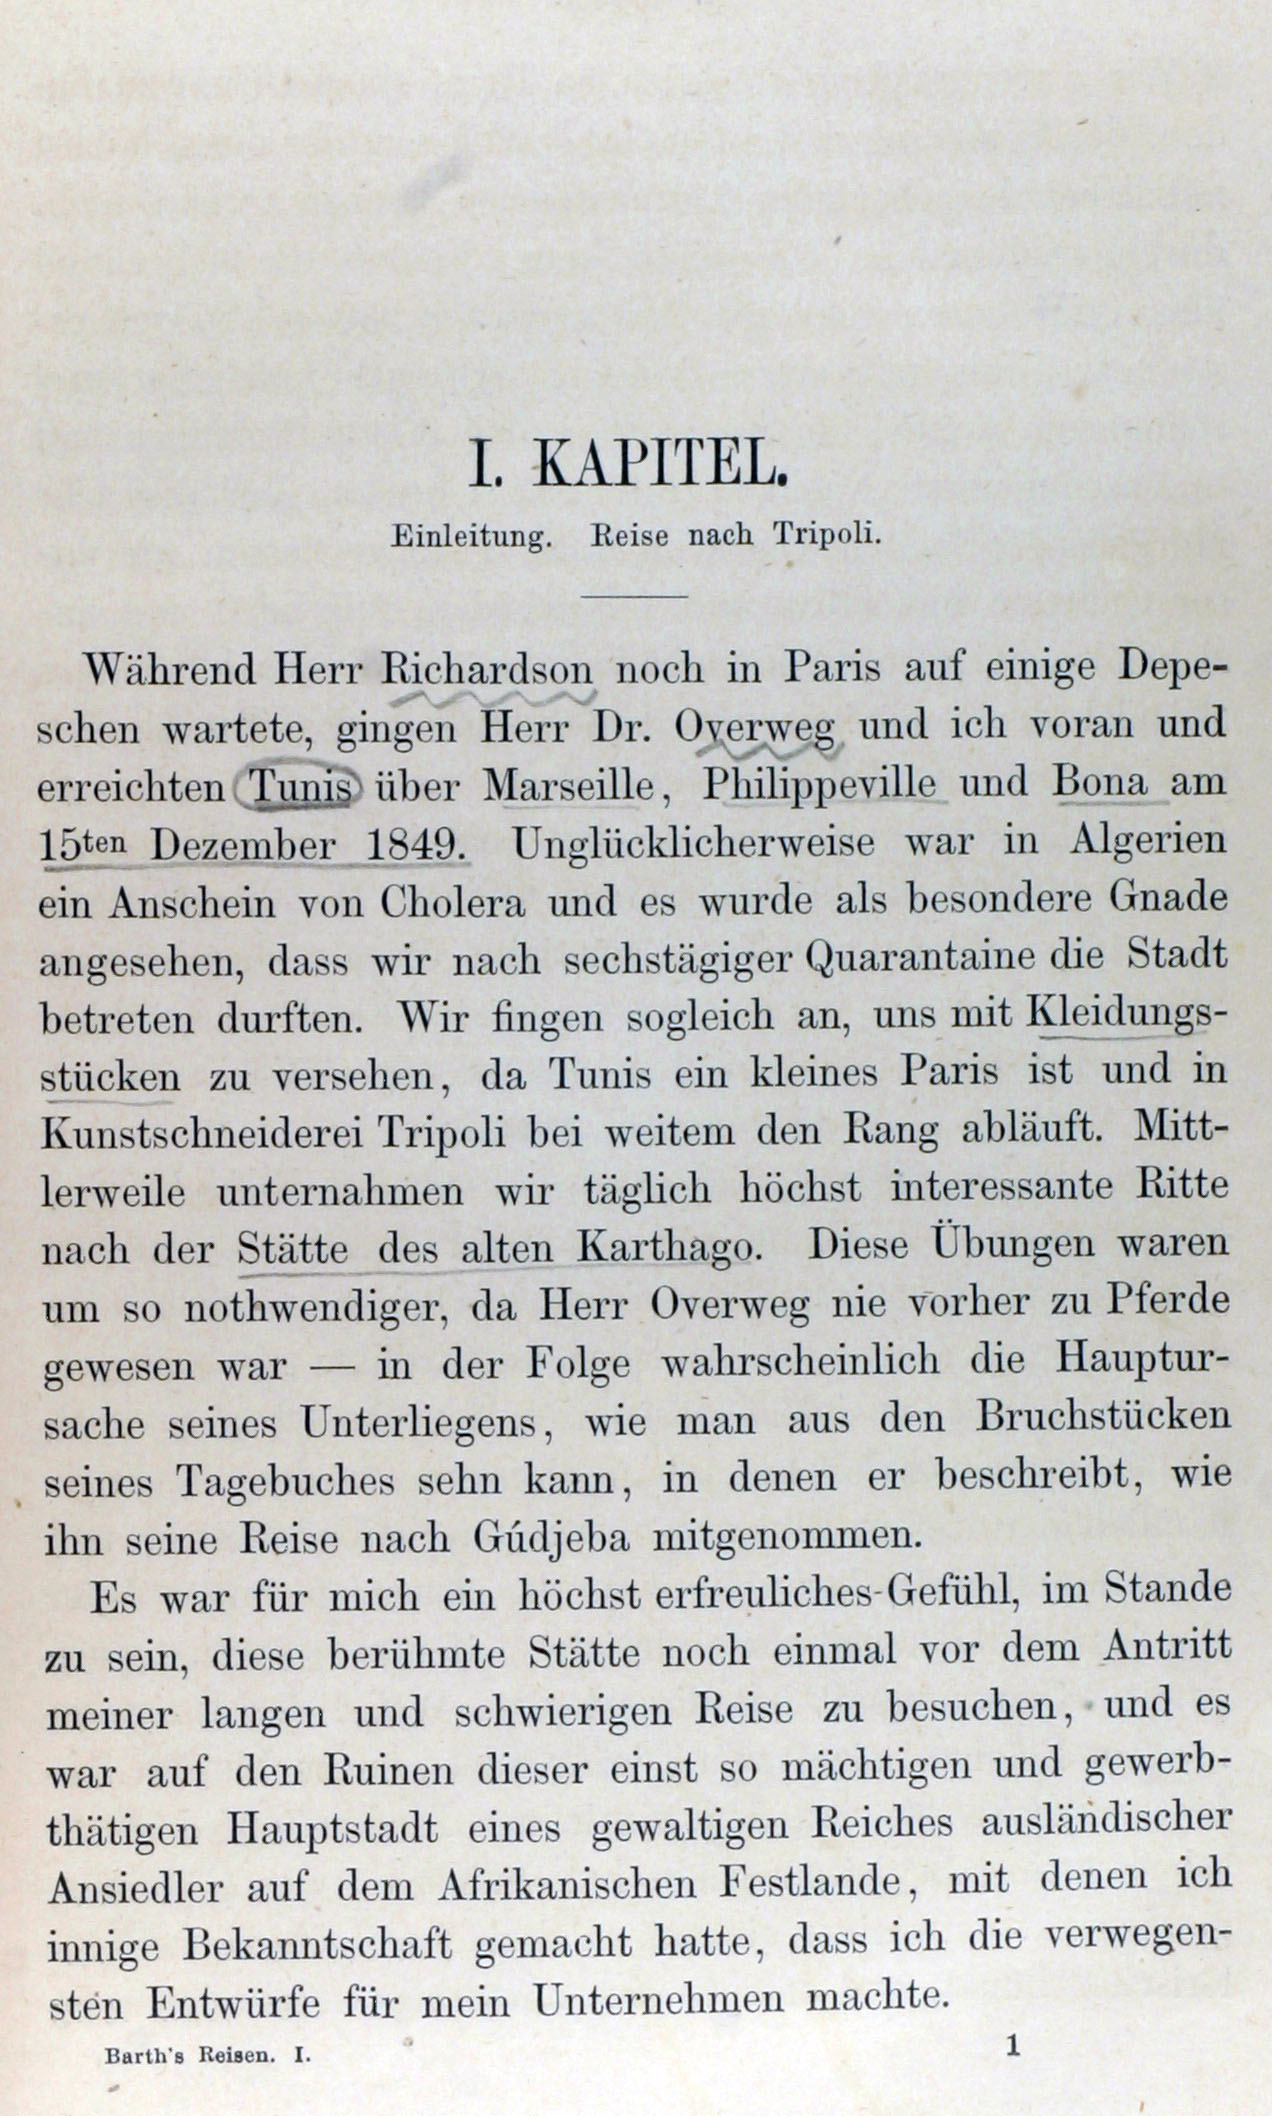 I. KAPITEL.
Einleitung. Reise nach Tripoli.
Während Herr Richardson noch in Paris auf einige Depe-
schen wartete, gingen Herr Dr. Overweg und ich voran und
erreichten Tunis über Marseille, Philippeville und Bona am
15ten Dezember 1849. Unglücklicherweise war in Algerien
ein Anschein von Cholera und es wurde als besondere Gnade
angesehen, dass wir nach sechstägiger Quarantaine die Stadt
betreten durften. Wir fingen sogleich an, uns mit Kleidungs-
stücken zu versehen, da Tunis ein kleines Paris ist und in
Kunstschneiderei Tripoli bei weitem den Rang abläuft. Mitt-
lerweile unternahmen wir täglich höchst interessante Ritte
nach der Stätte des alten Karthago. Diese Übungen waren
um so nothwendiger, da Herr Overweg nie vorher zu Pferde
gewesen war — in der Folge wahrscheinlich die Hauptur-
sache seines Unterliegens, wie man aus den Bruchstücken
seines Tagebuches sehn kann, in denen er beschreibt, wie
ihn seine Reise nach Gúdjeba mitgenommen.
Es war für mich ein höchst erfreuliches Gefühl, im Stande
zu sein, diese berühmte Stätte noch einmal vor dem Antritt
meiner langen und schwierigen Reise zu besuchen, und es
war auf den Ruinen dieser einst so mächtigen und gewerb-
thätigen Hauptstadt eines gewaltigen Reiches ausländischer
Ansiedler auf dem Afrikanischen Festlande, mit denen ich
innige Bekanntschaft gemacht hatte, dass ich die verwegen-
sten Entwürfe für mein Unternehmen machte.
Barth's Reisen. I. 1